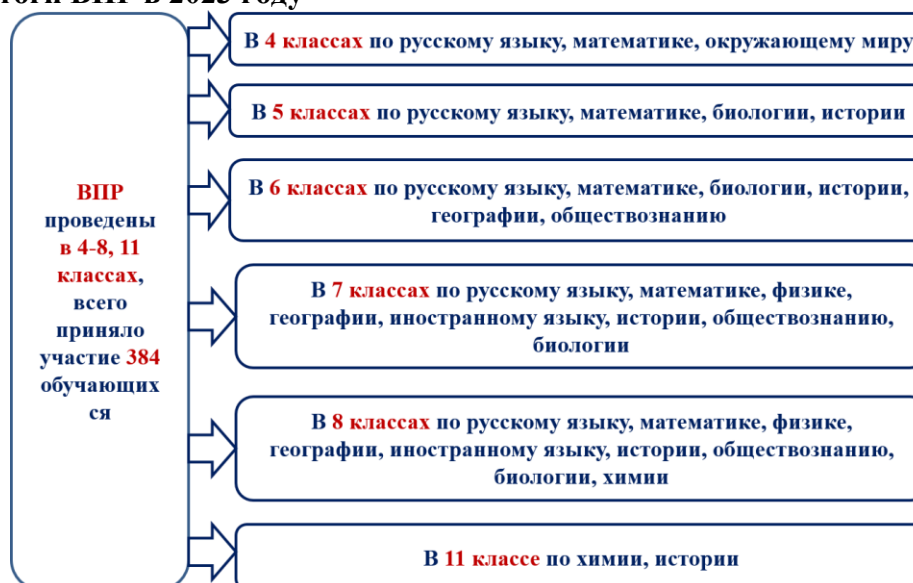 ВПР в 2023 году
ВПР
проведены
в 4-8, 11
классах,
всего
приняло
участие 384
обучающих
ся
В 4 классах по русскому языку, математике, окружающему миру
В 5 классах по русскому языку, математике, биологии, истории
В 6 классах по русскому языку, математике, биологии, истории,
географии, обществознанию
В 7 классах по русскому языку, математике, физике,
географии, иностранному языку, истории, обществознанию,
биологии
В 8 классах по русскому языку, математике, физике,
географии, иностранному языку, истории, обществознанию,
биологии, химии
В 11 классе по химии, истории